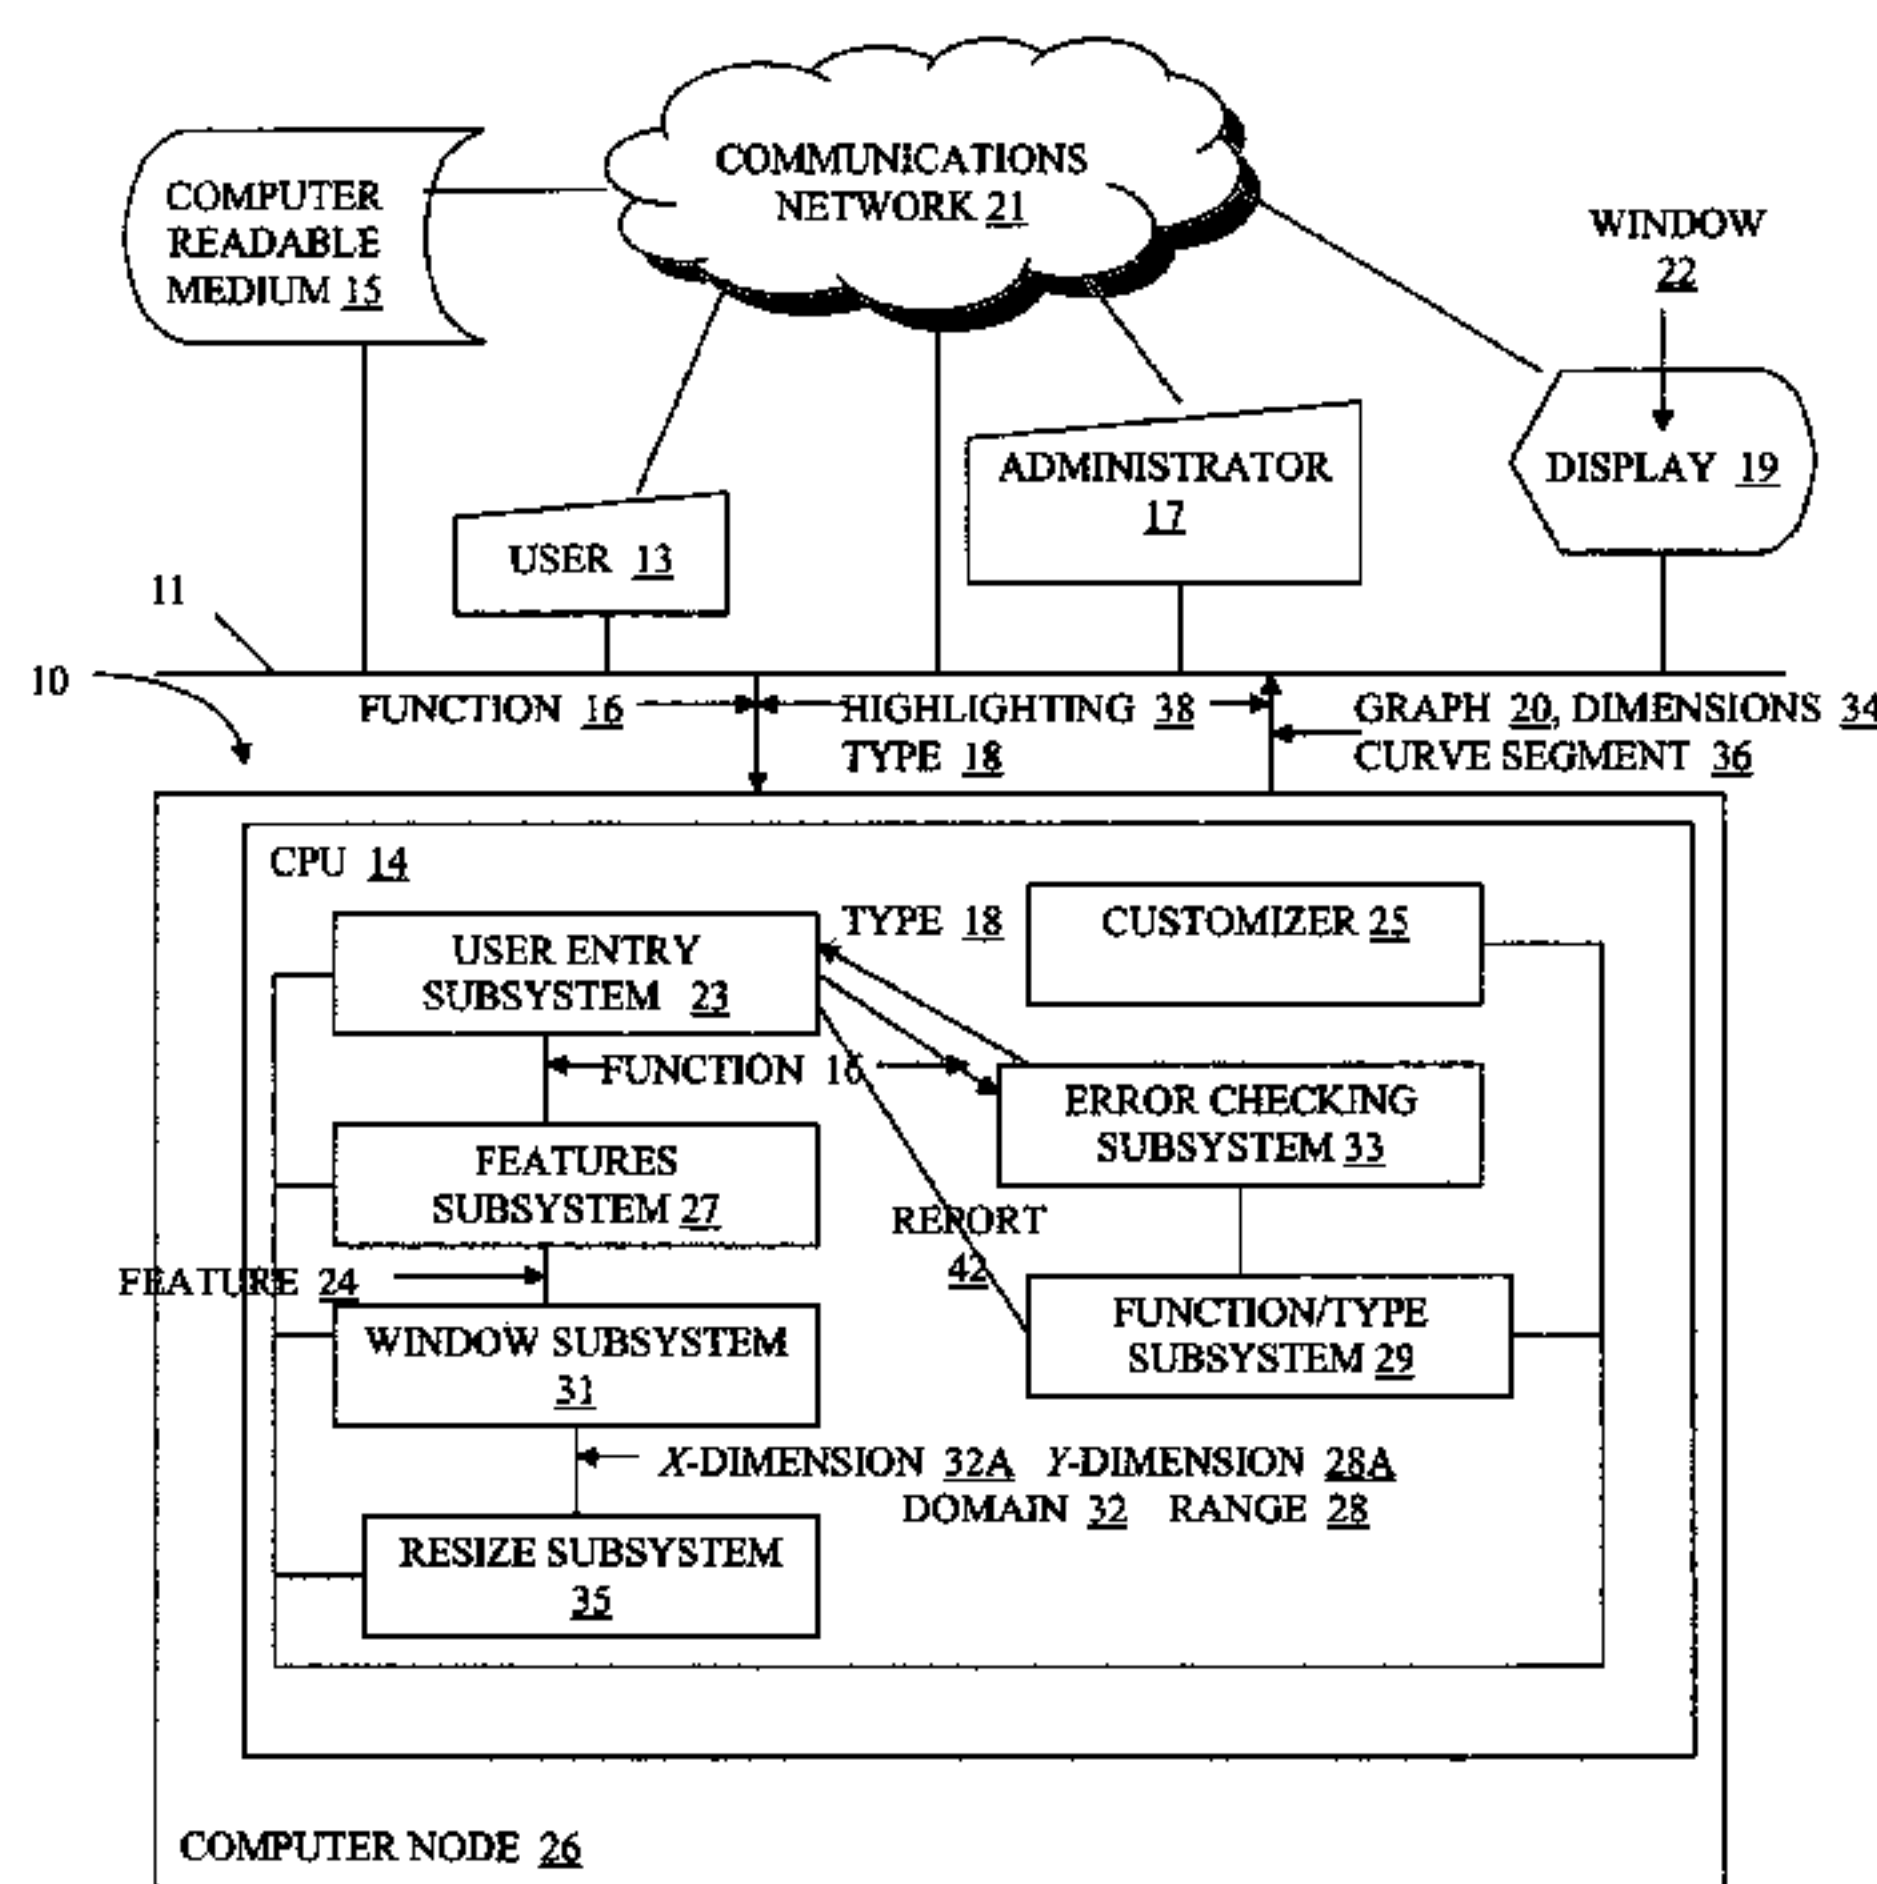 COMMUNICATIONS
NETWORK 21
COMPUTER
READABLE
MEDIUM 15
WINDOW
22
ADMINISTRATOR
17
DISPLAY 19
USER 13
11
10
FUNCTION 16
HIGHLIGHTING 38
TYPE 18
GRAPH 20, DIMENSIONS 34
CURVE SEGMENT 36
CPU 14
USER ENTRY
SUBSYSTEM 23
TYPE 18
CUSTOMIZER 25
FUNCTION 16
ERROR CHECKING
SUBSYSTEM 33
FEATURES
SUBSYSTEM 27
REPORT
42
FEATURE 24
FUNCTION/TYPE
SUBSYSTEM 29
WINDOW SUBSYSTEM
31
X-DIMENSION 32A Y-DIMENSION 28A
DOMAIN 32 RANGE 28
RESIZE SUBSYSTEM
35
COMPUTER NODE 26